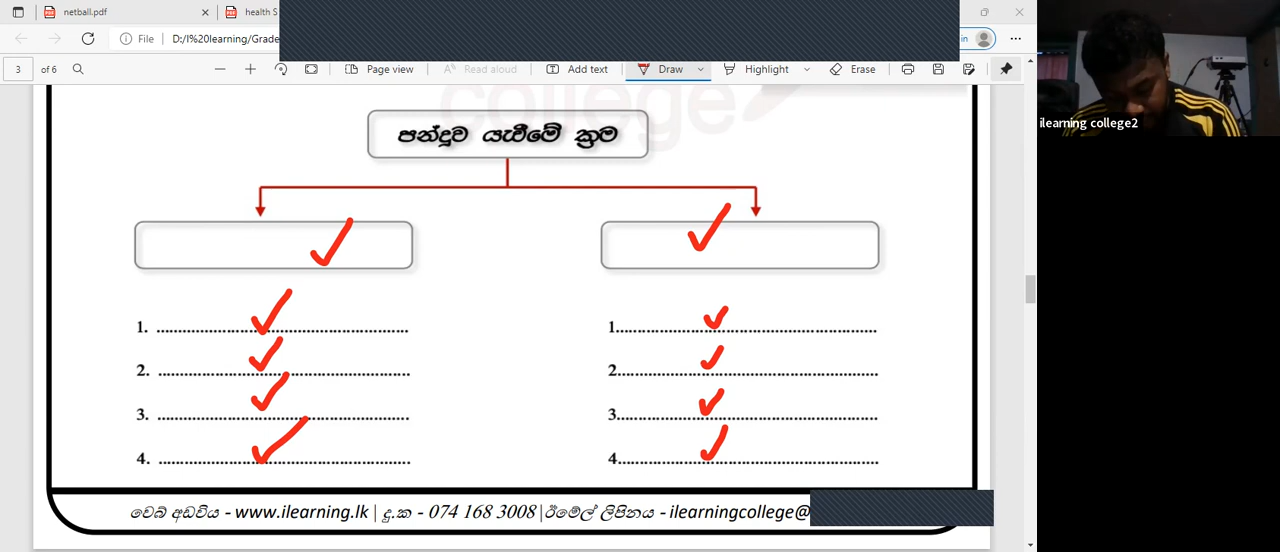 netball.pdf
health S
File
D:/I%20learning/Grade
in
3 of 6
Page view
Read aloud
Add text
Draw
Highlight
Erase
college
පන්දුව යැවීමේ ක්‍රම
1. ........................................................
2. ........................................................
3. ........................................................
4. ........................................................
1..........................................................
2..........................................................
3..........................................................
4..........................................................
වෙබ් අඩවිය - www.ilearning.lk | දු.ක - 074 168 3008|ඊමේල් ලිපිනය - ilearningcollege@
ilearning college2